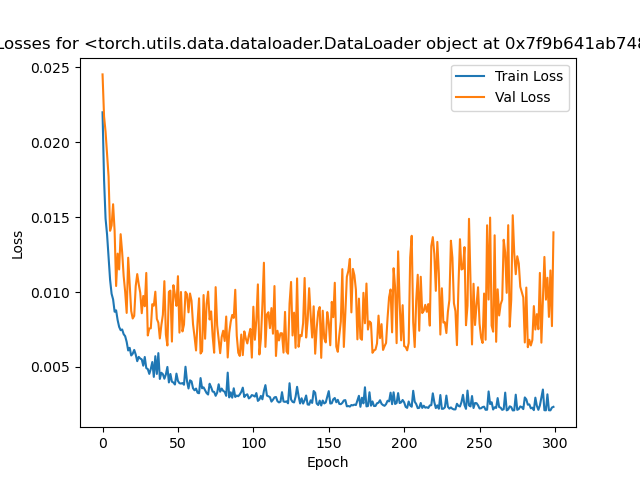 Losses for <torch.utils.data.dataloader.DataLoader object at 0x7f9b641ab748
Train Loss
Val Loss
0.025
0.020
0.015
0.010
0.005
Loss
0 50 100 150 200 250 300
Epoch